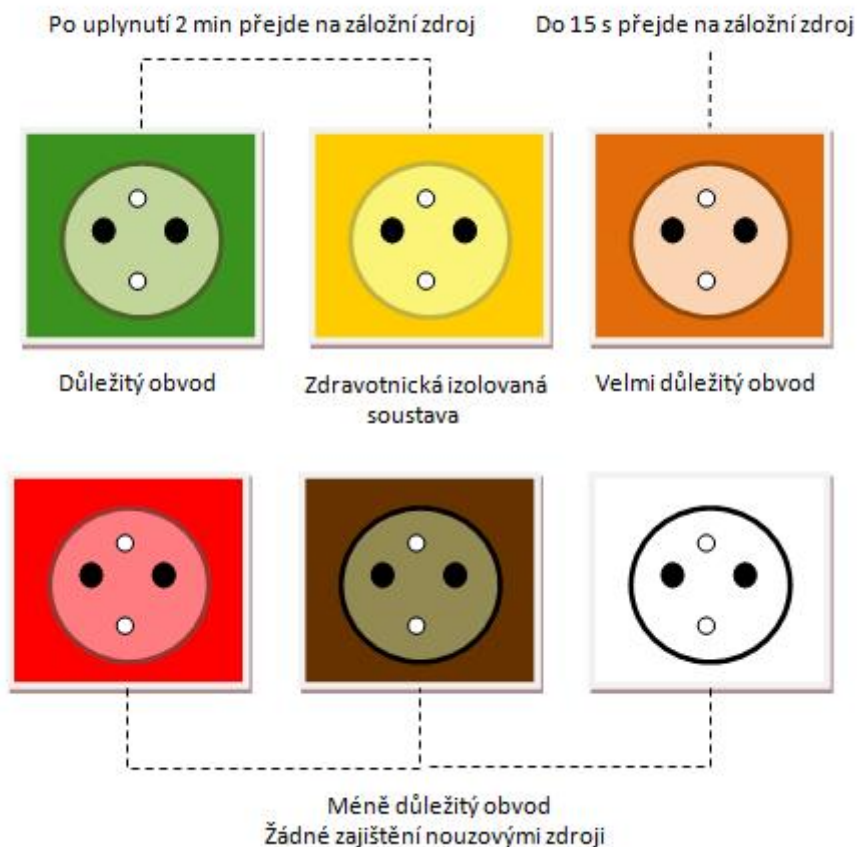 Po uplynutí 2 min přejde na záložní zdroj
Do 15 s přejde na záložní zdroj
Důležitý obvod
Zdravotnická izolovaná
soustava
Velmi důležitý obvod
Méně důležitý obvod
Žádné zajištění nouzovými zdroji